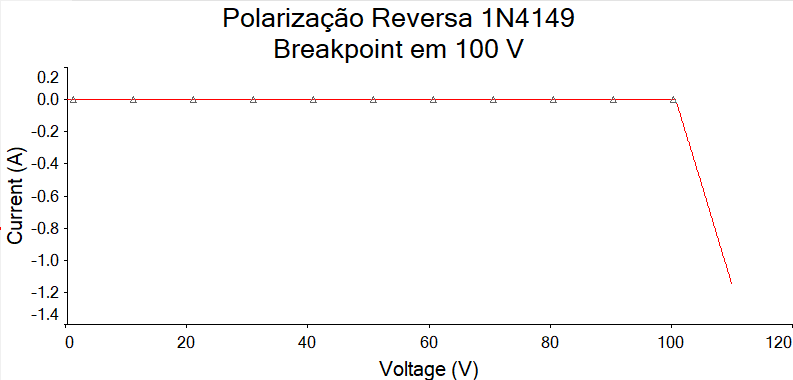 Polarização Reversa 1N4149
Breakpoint em 100 V
0.2
0.0
-0.2
-0.4
-0.6
-0.8
-1.0
-1.2
-1.4
Current (A)
0 20 40 60 80 100 120
Voltage (V)